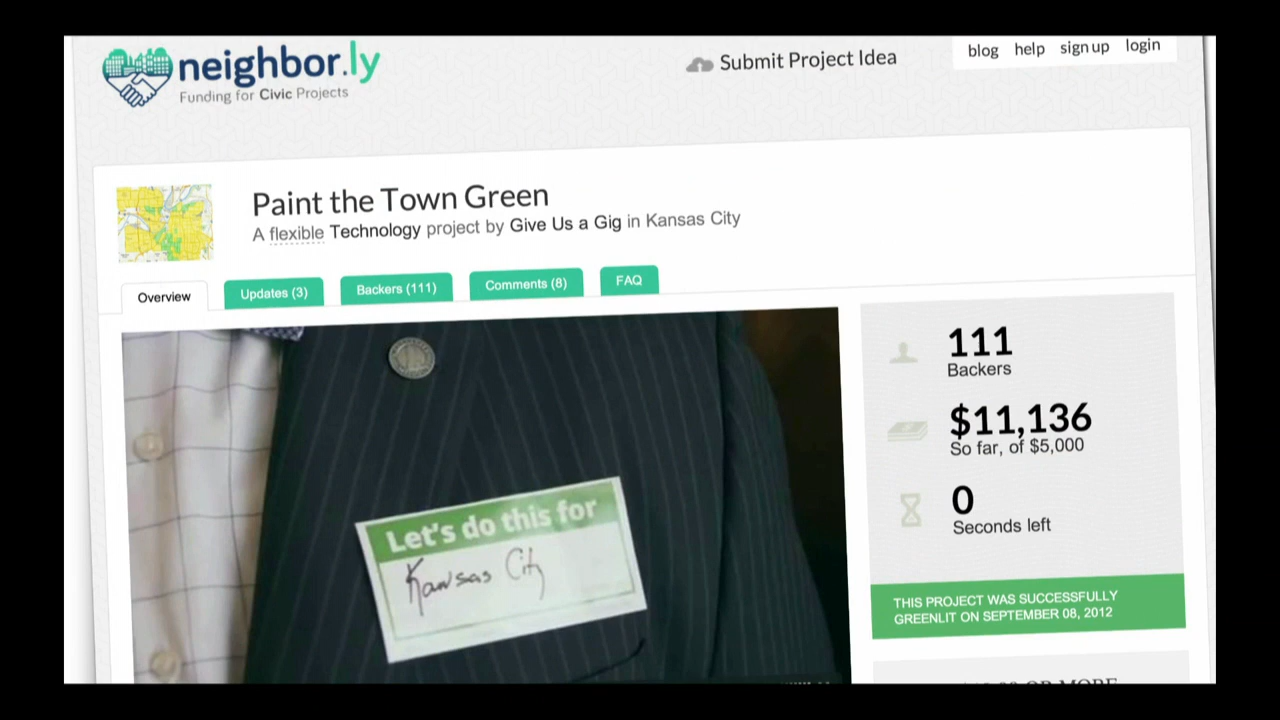 neighbor.ly
Funding for Civic Projects
Submit Project Idea
blog help sign up login
Paint the Town Green
A flexible Technology project by Give Us a Gig in Kansas City
Overview
Updates (3)
Backers (111)
Comments (8)
FAQ
Let's do this for
Kansas City
111
Backers
$11,136
So far, of $5,000
0
Seconds left
THIS PROJECT WAS SUCCESSFULLY
GREENLIT ON SEPTEMBER 08, 2012
OR MORE